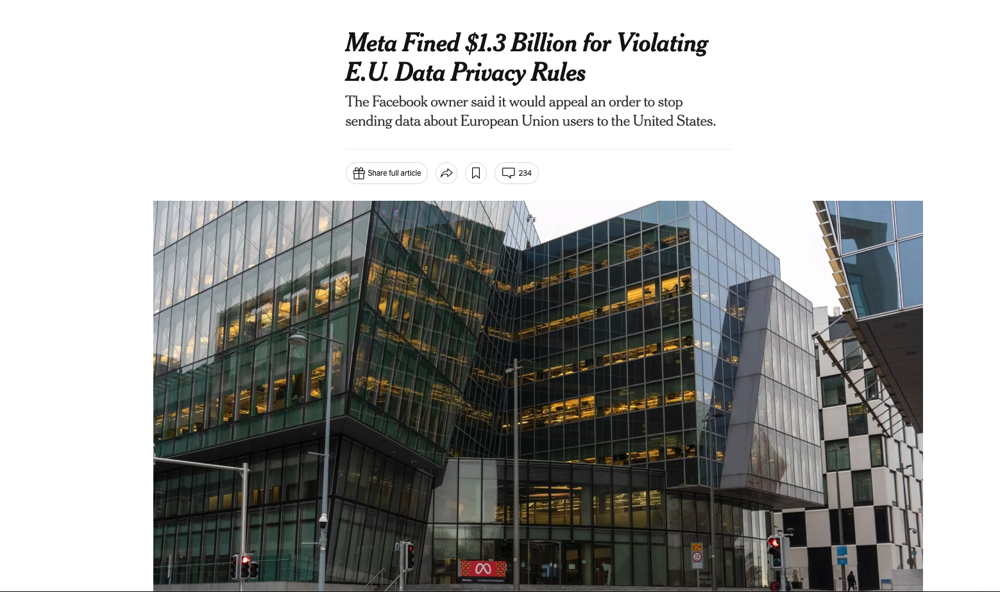 Meta Fined $1.3 Billion for Violating
E.U. Data Privacy Rules
The Facebook owner said it would appeal an order to stop
sending data about European Union users to the United States.
Share full article
234